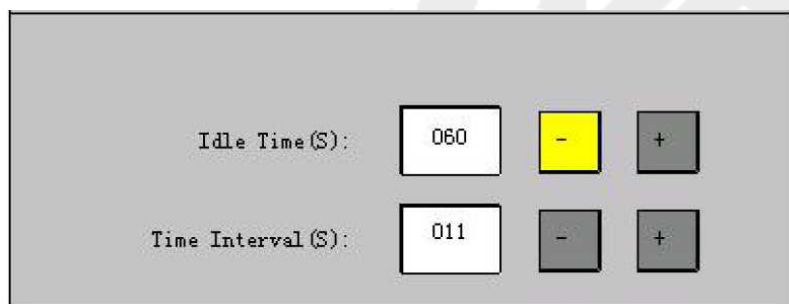 Idle Time(S): 060 - +
Time Interval(S): 011 - +